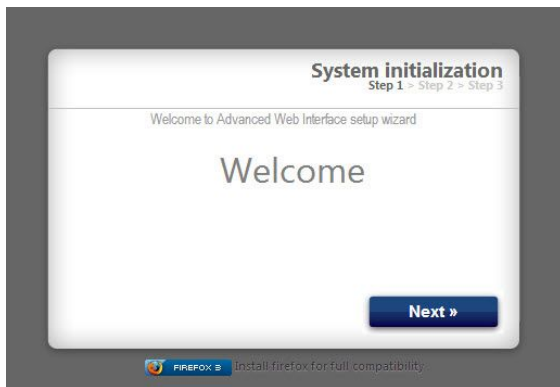 System initialization
Step 1 > Step 2 > Step 3
Welcome to Advanced Web Interface setup wizard
Welcome
Next »
FIREFOX 3 Install firefox for full compatibility